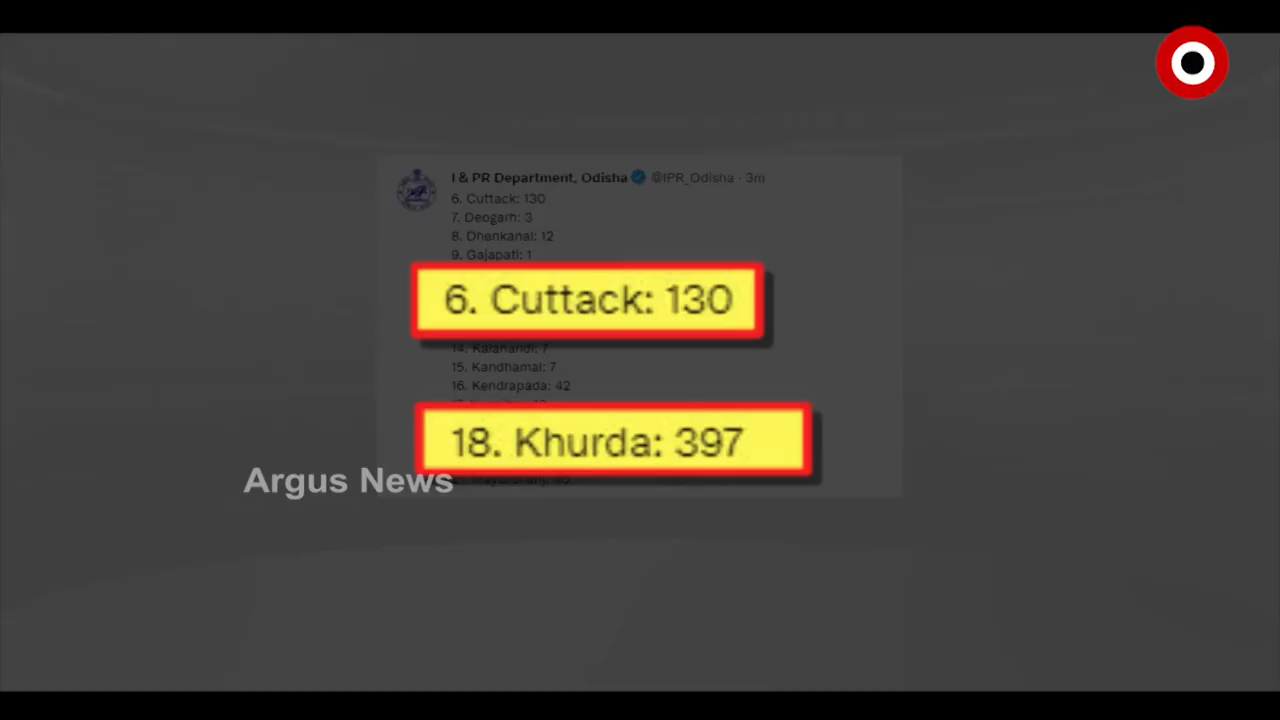 I & PR Department, Odisha @IPR_Odisha · 3m
6. Cuttack: 130
7. Deogarh: 3
8. Dhenkanal: 12
9. Gajapati: 1
6. Cuttack: 130
14. Kalahandi: 7
15. Kandhamal: 7
16. Kendrapada: 42
18. Khurda: 397
Argus News